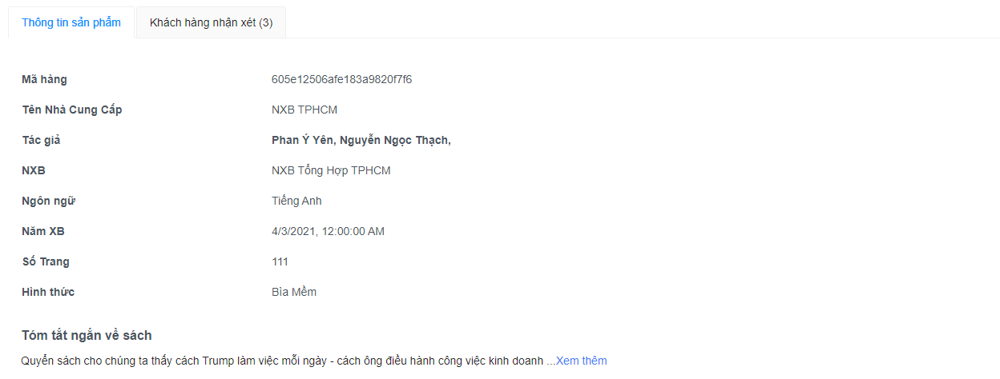 Thông tin sản phẩm Khách hàng nhận xét (3)
Mã hàng 605e12506afe183a9820f7f6
Tên Nhà Cung Cấp NXB TPHCM
Tác giả Phan Ý Yên, Nguyễn Ngọc Thạch,
NXB NXB Tổng Hợp TPHCM
Ngôn ngữ Tiếng Anh
Năm XB 4/3/2021, 12:00:00 AM
Số Trang 111
Hình thức Bìa Mềm
Tóm tắt ngắn về sách
Quyển sách cho chúng ta thấy cách Trump làm việc mỗi ngày - cách ông điều hành công việc kinh doanh ...Xem thêm